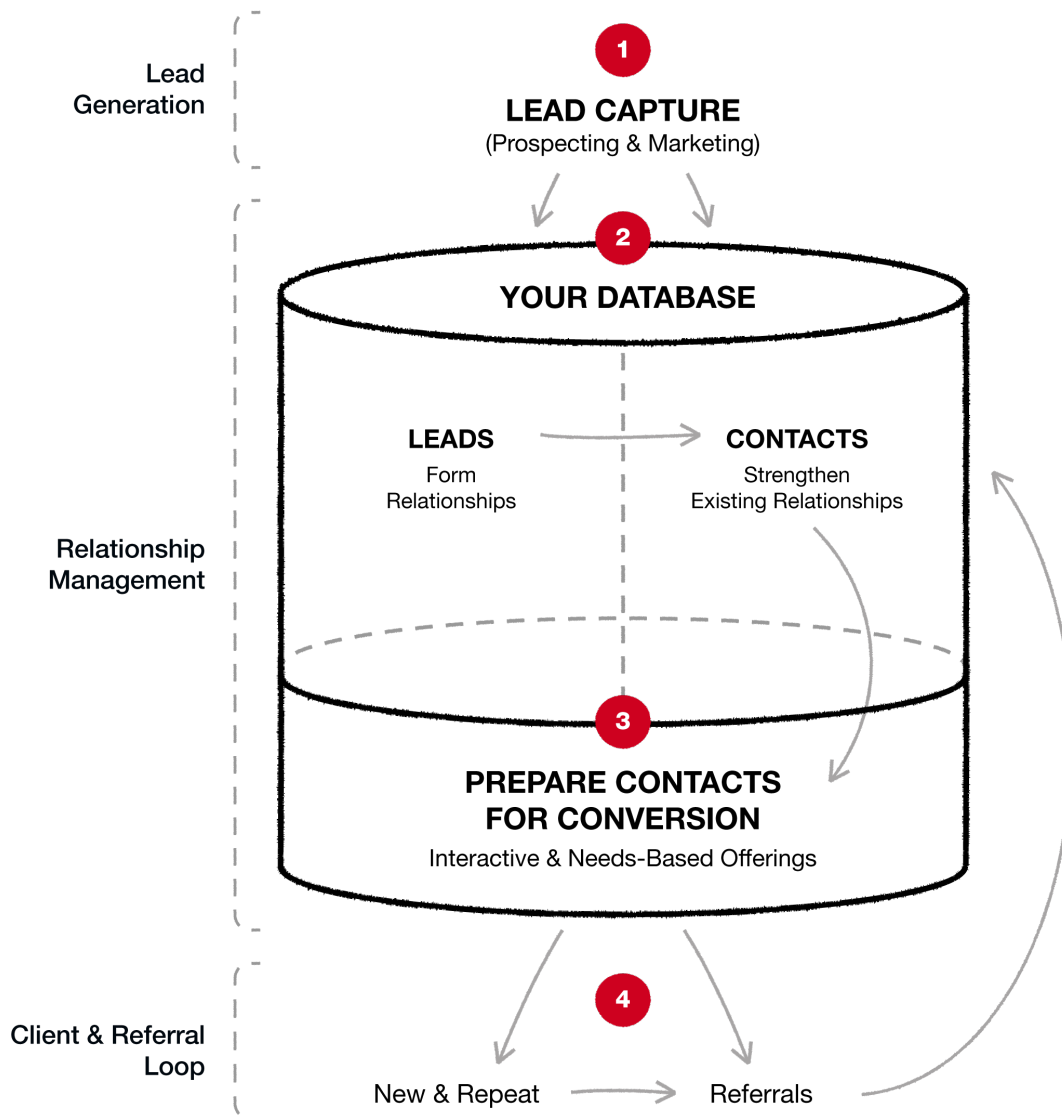 Lead
Generation
1
LEAD CAPTURE
(Prospecting & Marketing)
2
YOUR DATABASE
LEADS
Form
Relationships
CONTACTS
Strengthen
Existing Relationships
Relationship
Management
3
PREPARE CONTACTS
FOR CONVERSION
Interactive & Needs-Based Offerings
4
Client & Referral
Loop
New & Repeat
Referrals